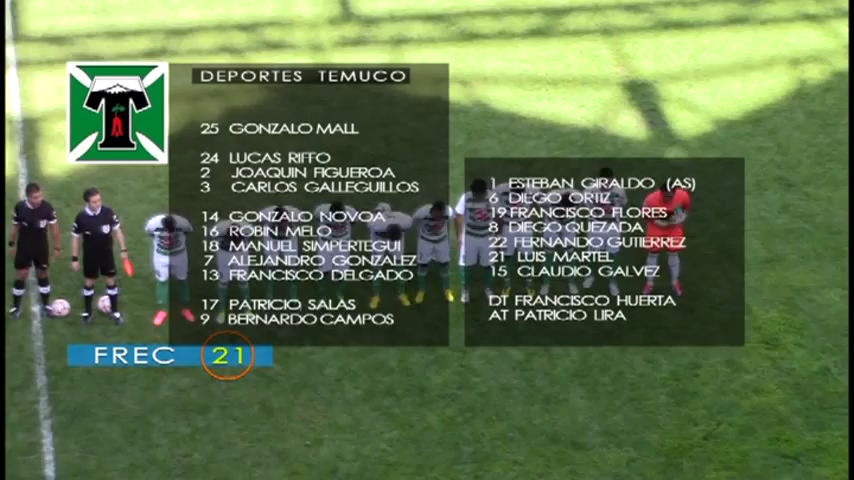 DEPORTES TEMUCO
25 GONZALO MALL
24 LUCAS RIFFO
2 JOAQUIN FIGUEROA
3 CARLOS GALLEGUILLOS
14 GONZALO NOVOA
16 ROBIN MELO
18 MANUEL SIMPERTEGUI
7 ALEJANDRO GONZALEZ
13 FRANCISCO DELGADO
17 PATRICIO SALAS
9 BERNARDO CAMPOS
1 ESTEBAN GIRALDO (AS)
6 DIEGO ORTIZ
19 FRANCISCO FLORES
8 DIEGO QUEZADA
22 FERNANDO GUTIERREZ
21 LUIS MARTEL
15 CLAUDIO GALVEZ
DT FRANCISCO HUERTA
AT PATRICIO LIRA
FREC 21